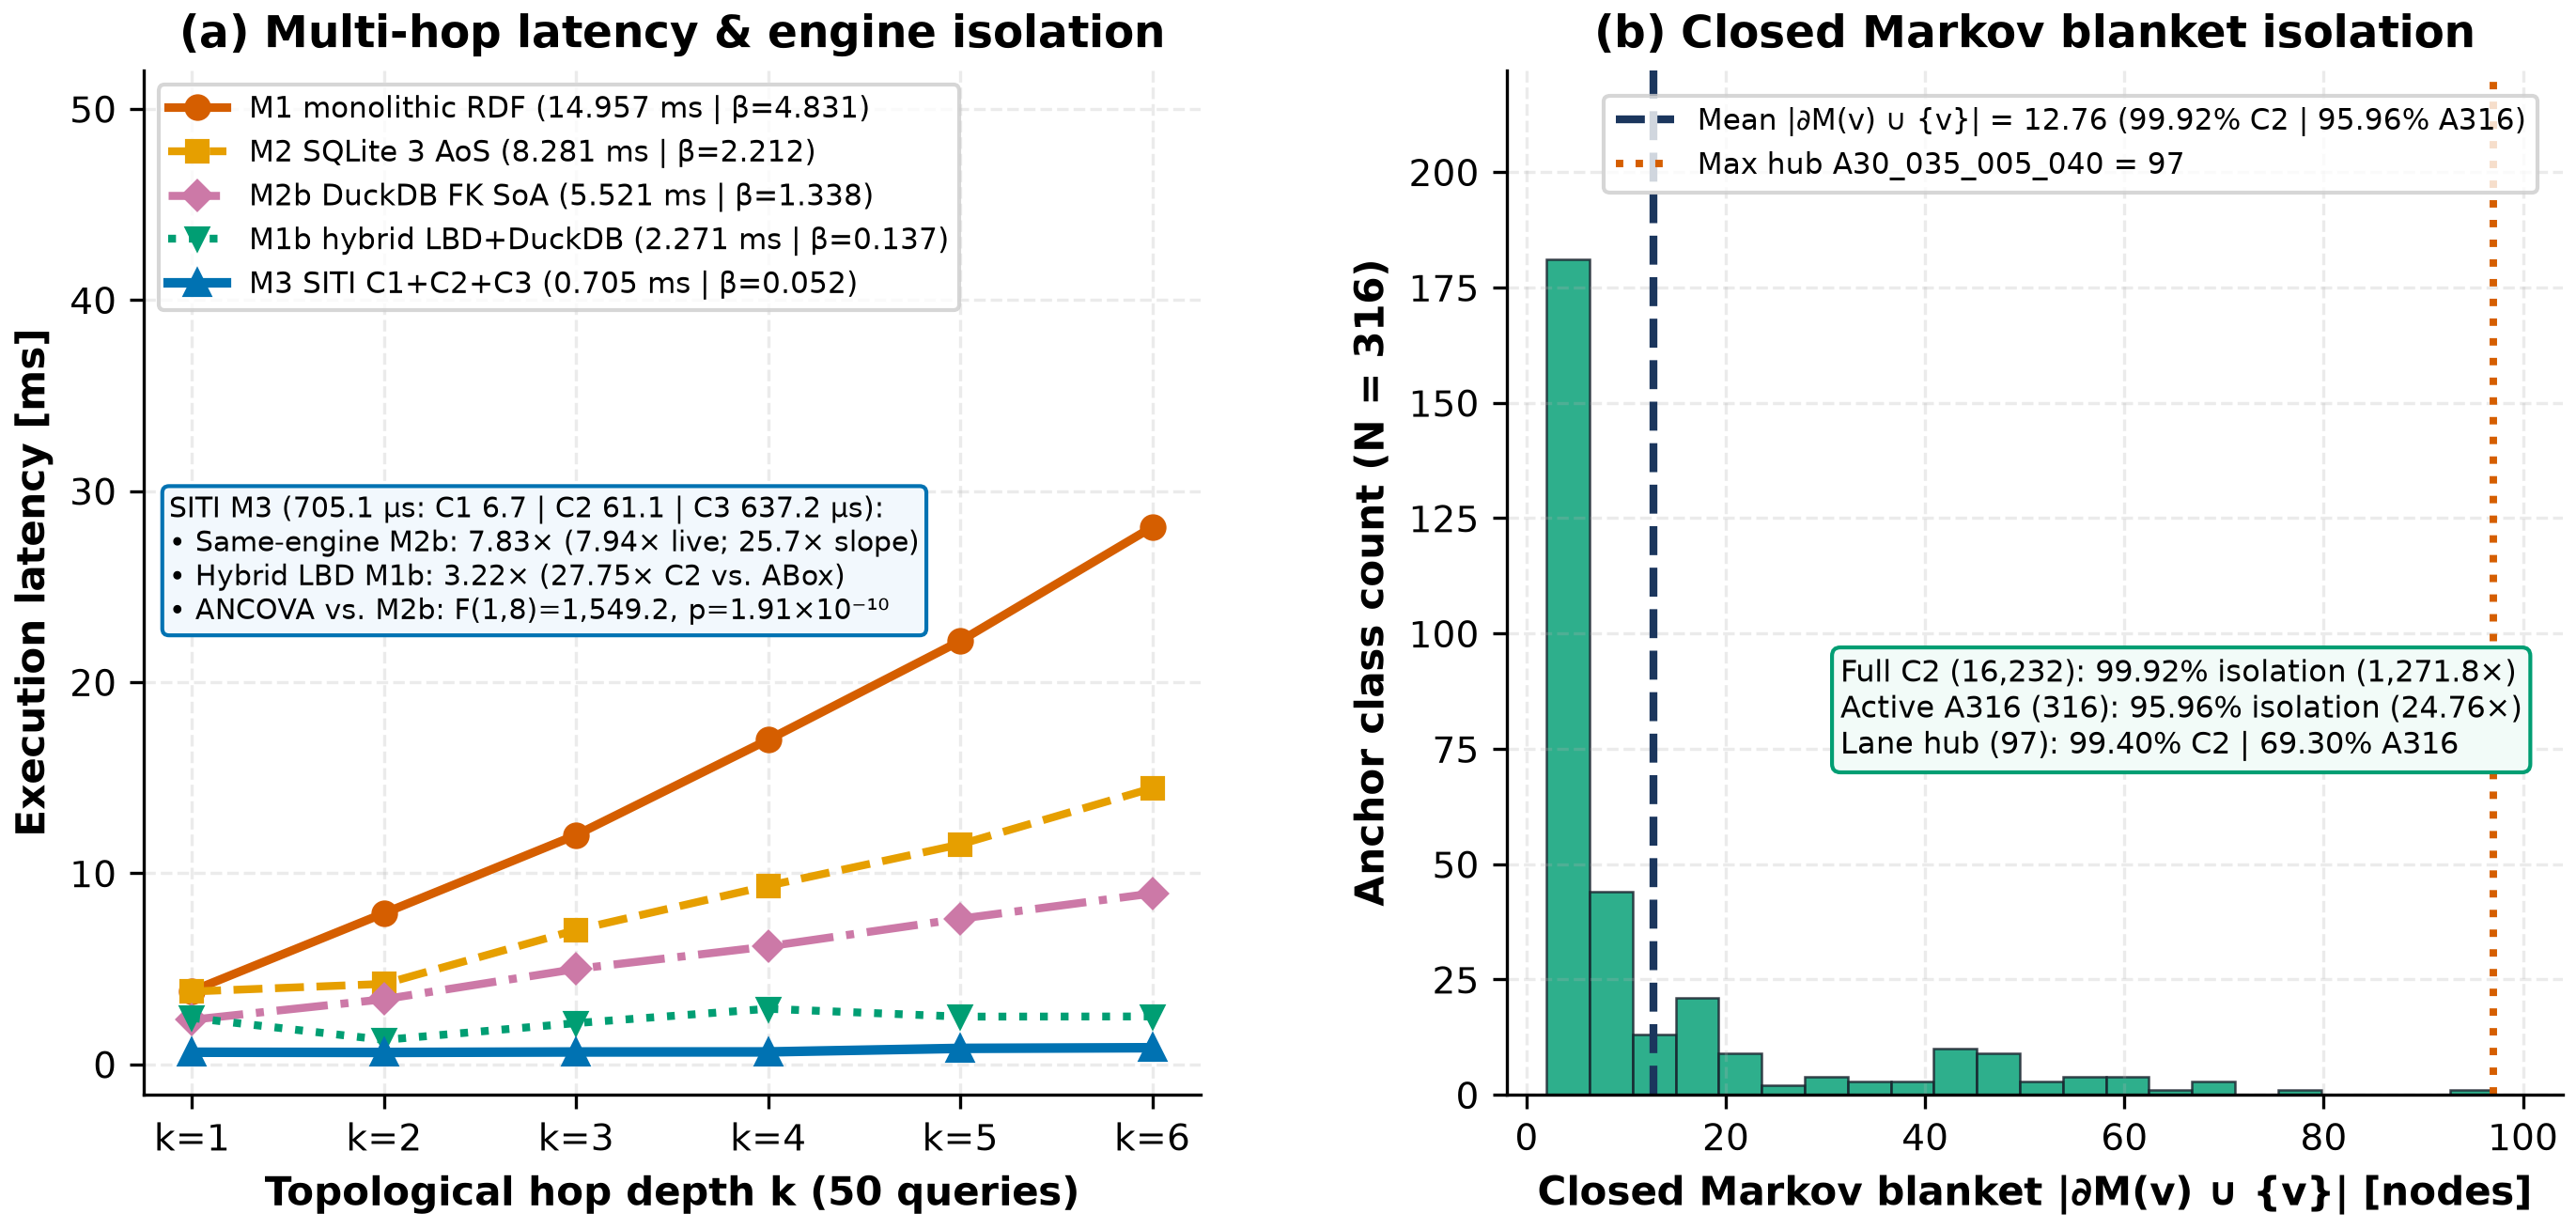 (a) Multi-hop latency & engine isolation
Execution latency [ms]
50
40
30
20
10
0
M1 monolithic RDF (14.957 ms | β=4.831)
M2 SQLite 3 AoS (8.281 ms | β=2.212)
M2b DuckDB FK SoA (5.521 ms | β=1.338)
M1b hybrid LBD+DuckDB (2.271 ms | β=0.137)
M3 SITI C1+C2+C3 (0.705 ms | β=0.052)
SITI M3 (705.1 μs: C1 6.7 | C2 61.1 | C3 637.2 μs):
• Same-engine M2b: 7.83× (7.94× live; 25.7× slope)
• Hybrid LBD M1b: 3.22× (27.75× C2 vs. ABox)
• ANCOVA vs. M2b: F(1,8)=1,549.2, p=1.91×10⁻¹⁰
k=1 k=2 k=3 k=4 k=5 k=6
Topological hop depth k (50 queries)
(b) Closed Markov blanket isolation
Anchor class count (N = 316)
200
175
150
125
100
75
50
25
0
Mean |∂M(v) ∪ {v}| = 12.76 (99.92% C2 | 95.96% A316)
Max hub A30_035_005_040 = 97
Full C2 (16,232): 99.92% isolation (1,271.8×)
Active A316 (316): 95.96% isolation (24.76×)
Lane hub (97): 99.40% C2 | 69.30% A316
0 20 40 60 80 100
Closed Markov blanket |∂M(v) ∪ {v}| [nodes]